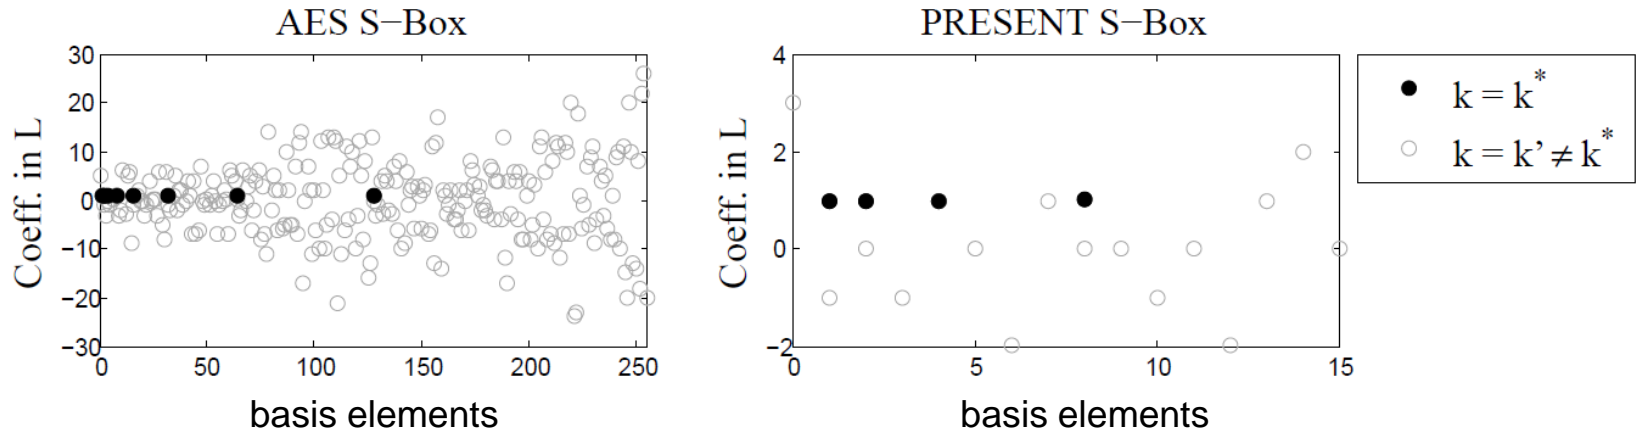 AES S−Box
30
20
10
0
−10
−20
−30
0
50
100
150
200
250
Coeff. in L
basis elements
PRESENT S−Box
4
2
0
−2
0
5
10
15
Coeff. in L
basis elements
k = k*
k = k’ ≠ k*